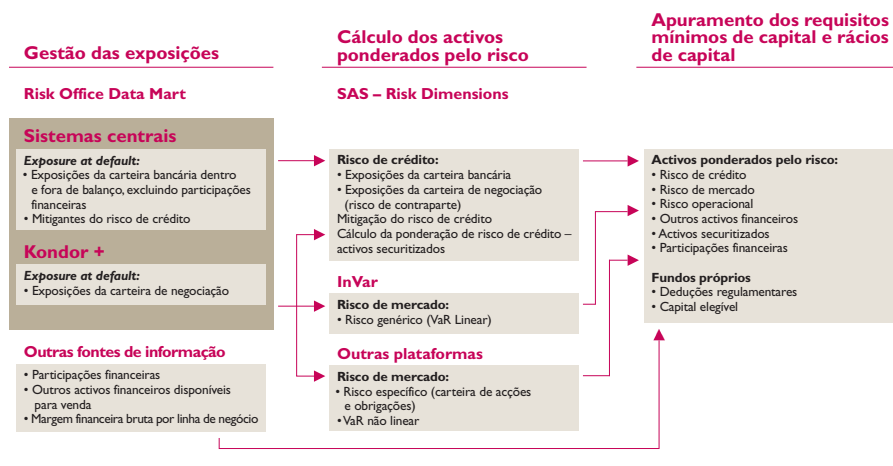 Gestão das exposições
Risk Office Data Mart
Sistemas centrais
Exposure at default:
• Exposições da carteira bancária dentro
e fora de balanço, excluindo participações
financeiras
• Mitigantes do risco de crédito
Kondor +
Exposure at default:
• Exposições da carteira de negociação
Outras fontes de informação
• Participações financeiras
• Outros activos financeiros disponíveis
para venda
• Margem financeira bruta por linha de negócio
Cálculo dos activos
ponderados pelo risco
SAS – Risk Dimensions
Risco de crédito:
• Exposições da carteira bancária
• Exposições da carteira de negociação
(risco de contraparte)
Mitigação do risco de crédito
Cálculo da ponderação de risco de crédito –
activos securitizados
InVar
Risco de mercado:
• Risco genérico (VaR Linear)
Outras plataformas
Risco de mercado:
• Risco específico (carteira de acções
e obrigações)
• VaR não linear
Apuramento dos requisitos
mínimos de capital e rácios
de capital
Activos ponderados pelo risco:
• Risco de crédito
• Risco de mercado
• Risco operacional
• Outros activos financeiros
• Activos securitizados
• Participações financeiras
Fundos próprios
• Deduções regulamentares
• Capital elegível